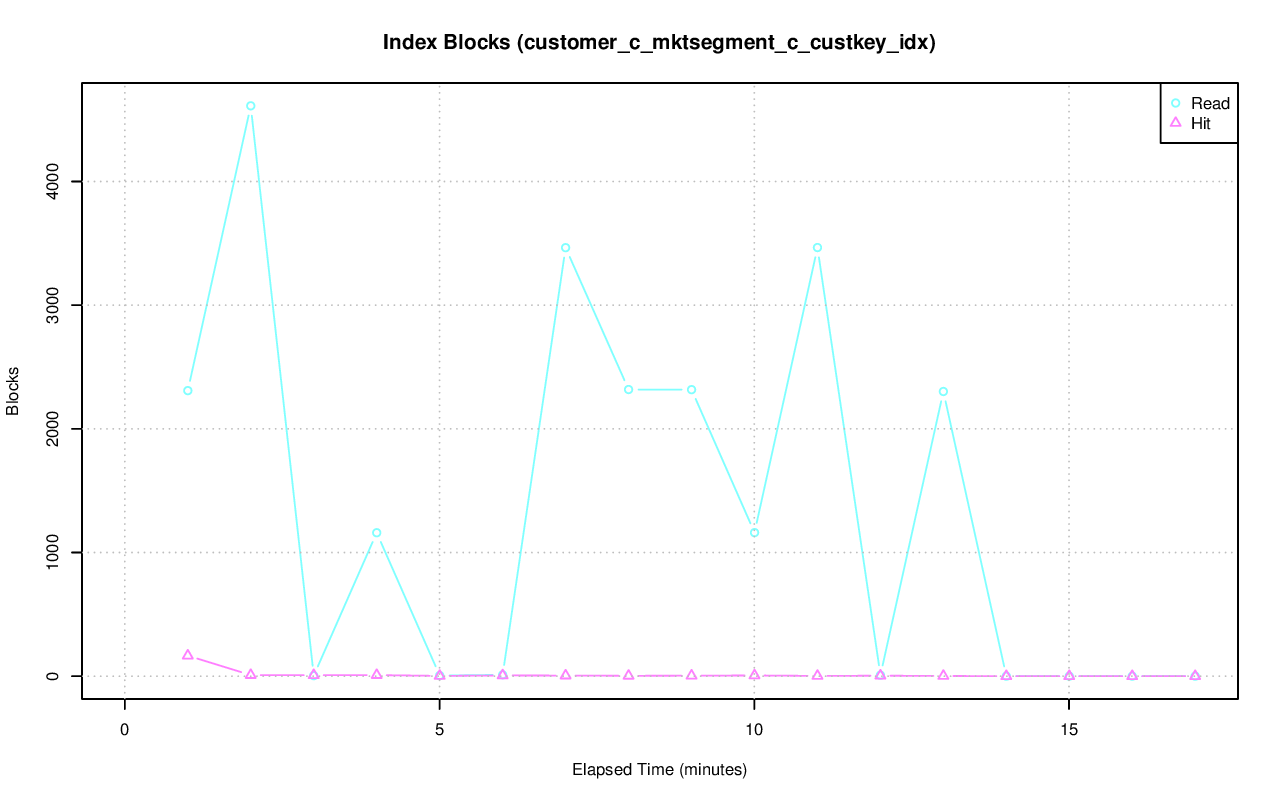 Index Blocks (customer_c_mktsegment_c_custkey_idx)
Read
Hit
Blocks
4000
3000
2000
1000
0
0 5 10 15
Elapsed Time (minutes)